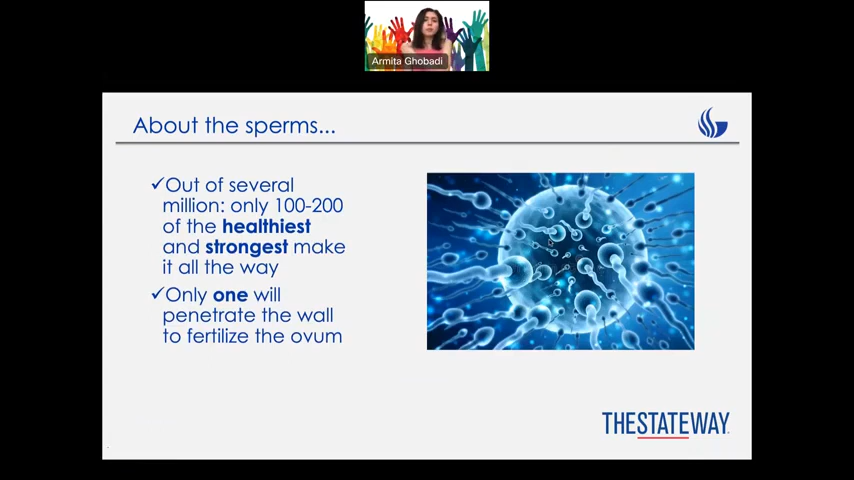 Armita Ghobadi
About the sperms...
✓Out of several
million: only 100-200
of the healthiest
and strongest make
it all the way
✓Only one will
penetrate the wall
to fertilize the ovum
THESTATEWAY.